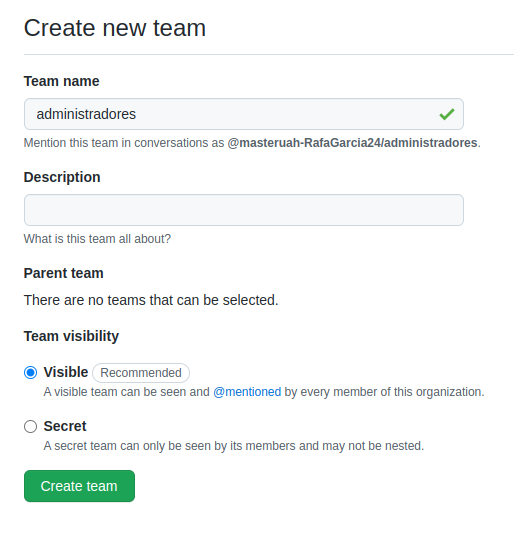 Create new team
Team name
administradores
Mention this team in conversations as @masteruah-RafaGarcia24/administradores.
Description
What is this team all about?
Parent team
There are no teams that can be selected.
Team visibility
Visible Recommended
A visible team can be seen and @mentioned by every member of this organization.
Secret
A secret team can only be seen by its members and may not be nested.
Create team